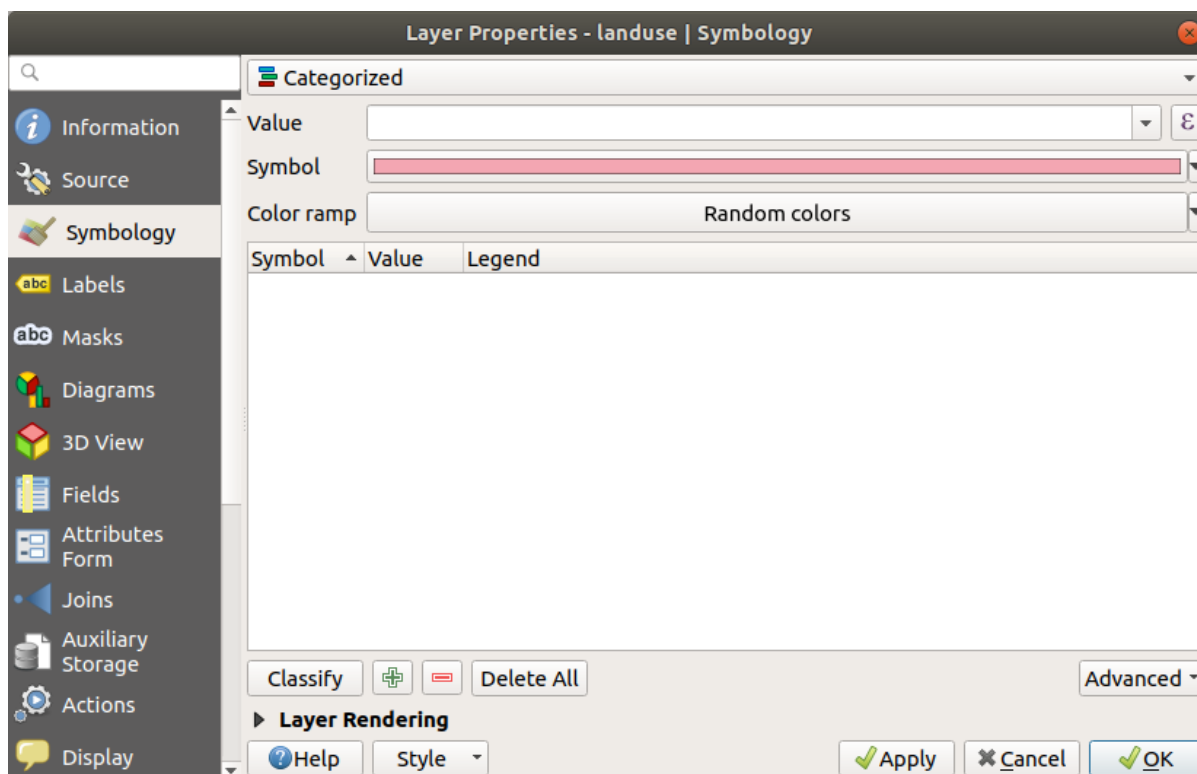 Layer Properties - landuse | Symbology
Categorized
Information
Source
Symbology
abc Labels
abc Masks
Diagrams
3D View
Fields
Attributes
Form
Joins
Auxiliary
Storage
Actions
Display
Value
ε
Symbol
Color ramp Random colors
Symbol Value Legend
Classify Delete All Advanced
Layer Rendering
Help Style Apply Cancel OK